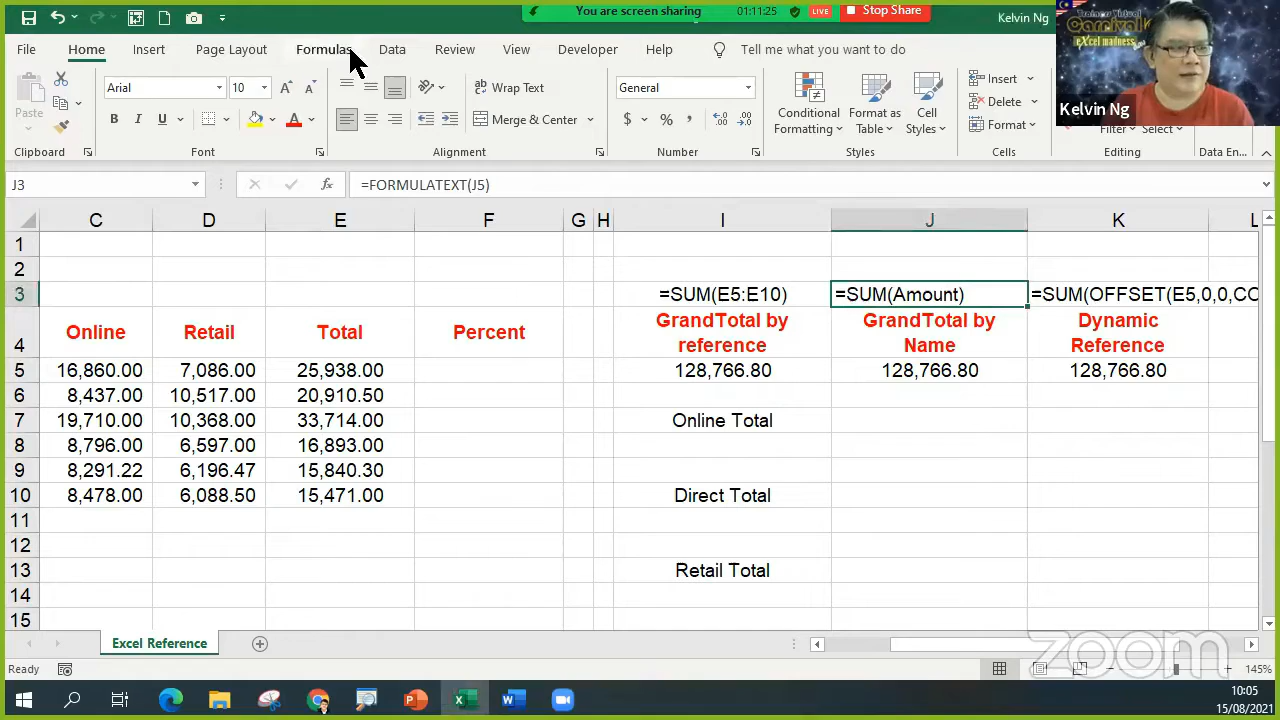 You are screen sharing
01:11:25
LIVE
Stop Share
Kelvin Ng
Trainer Virtual
Carnival
eXcel madness
Kelvin Ng
File
Home
Insert
Page Layout
Formulas
Data
Review
View
Developer
Help
Tell me what you want to do
Paste
Clipboard
Arial
10
B I U
Font
Wrap Text
Merge & Center
Alignment
General
$ % ,
Number
Conditional
Formatting
Format as
Table
Cell
Styles
Styles
Insert
Delete
Format
Cells
Filter
Select
Editing
Data En...
J3
fx
=FORMULATEXT(J5)
C D E F G H I J K L
1
2
3 =SUM(E5:E10) =SUM(Amount) =SUM(OFFSET(E5,0,0,CO
4 Online Retail Total Percent GrandTotal by reference GrandTotal by Name Dynamic Reference
5 16,860.00 7,086.00 25,938.00 128,766.80 128,766.80 128,766.80
6 8,437.00 10,517.00 20,910.50
7 19,710.00 10,368.00 33,714.00 Online Total
8 8,796.00 6,597.00 16,893.00
9 8,291.22 6,196.47 15,840.30
10 8,478.00 6,088.50 15,471.00 Direct Total
11
12
13 Retail Total
14
15
Excel Reference
zoom
Ready
145%
10:05
15/08/2021